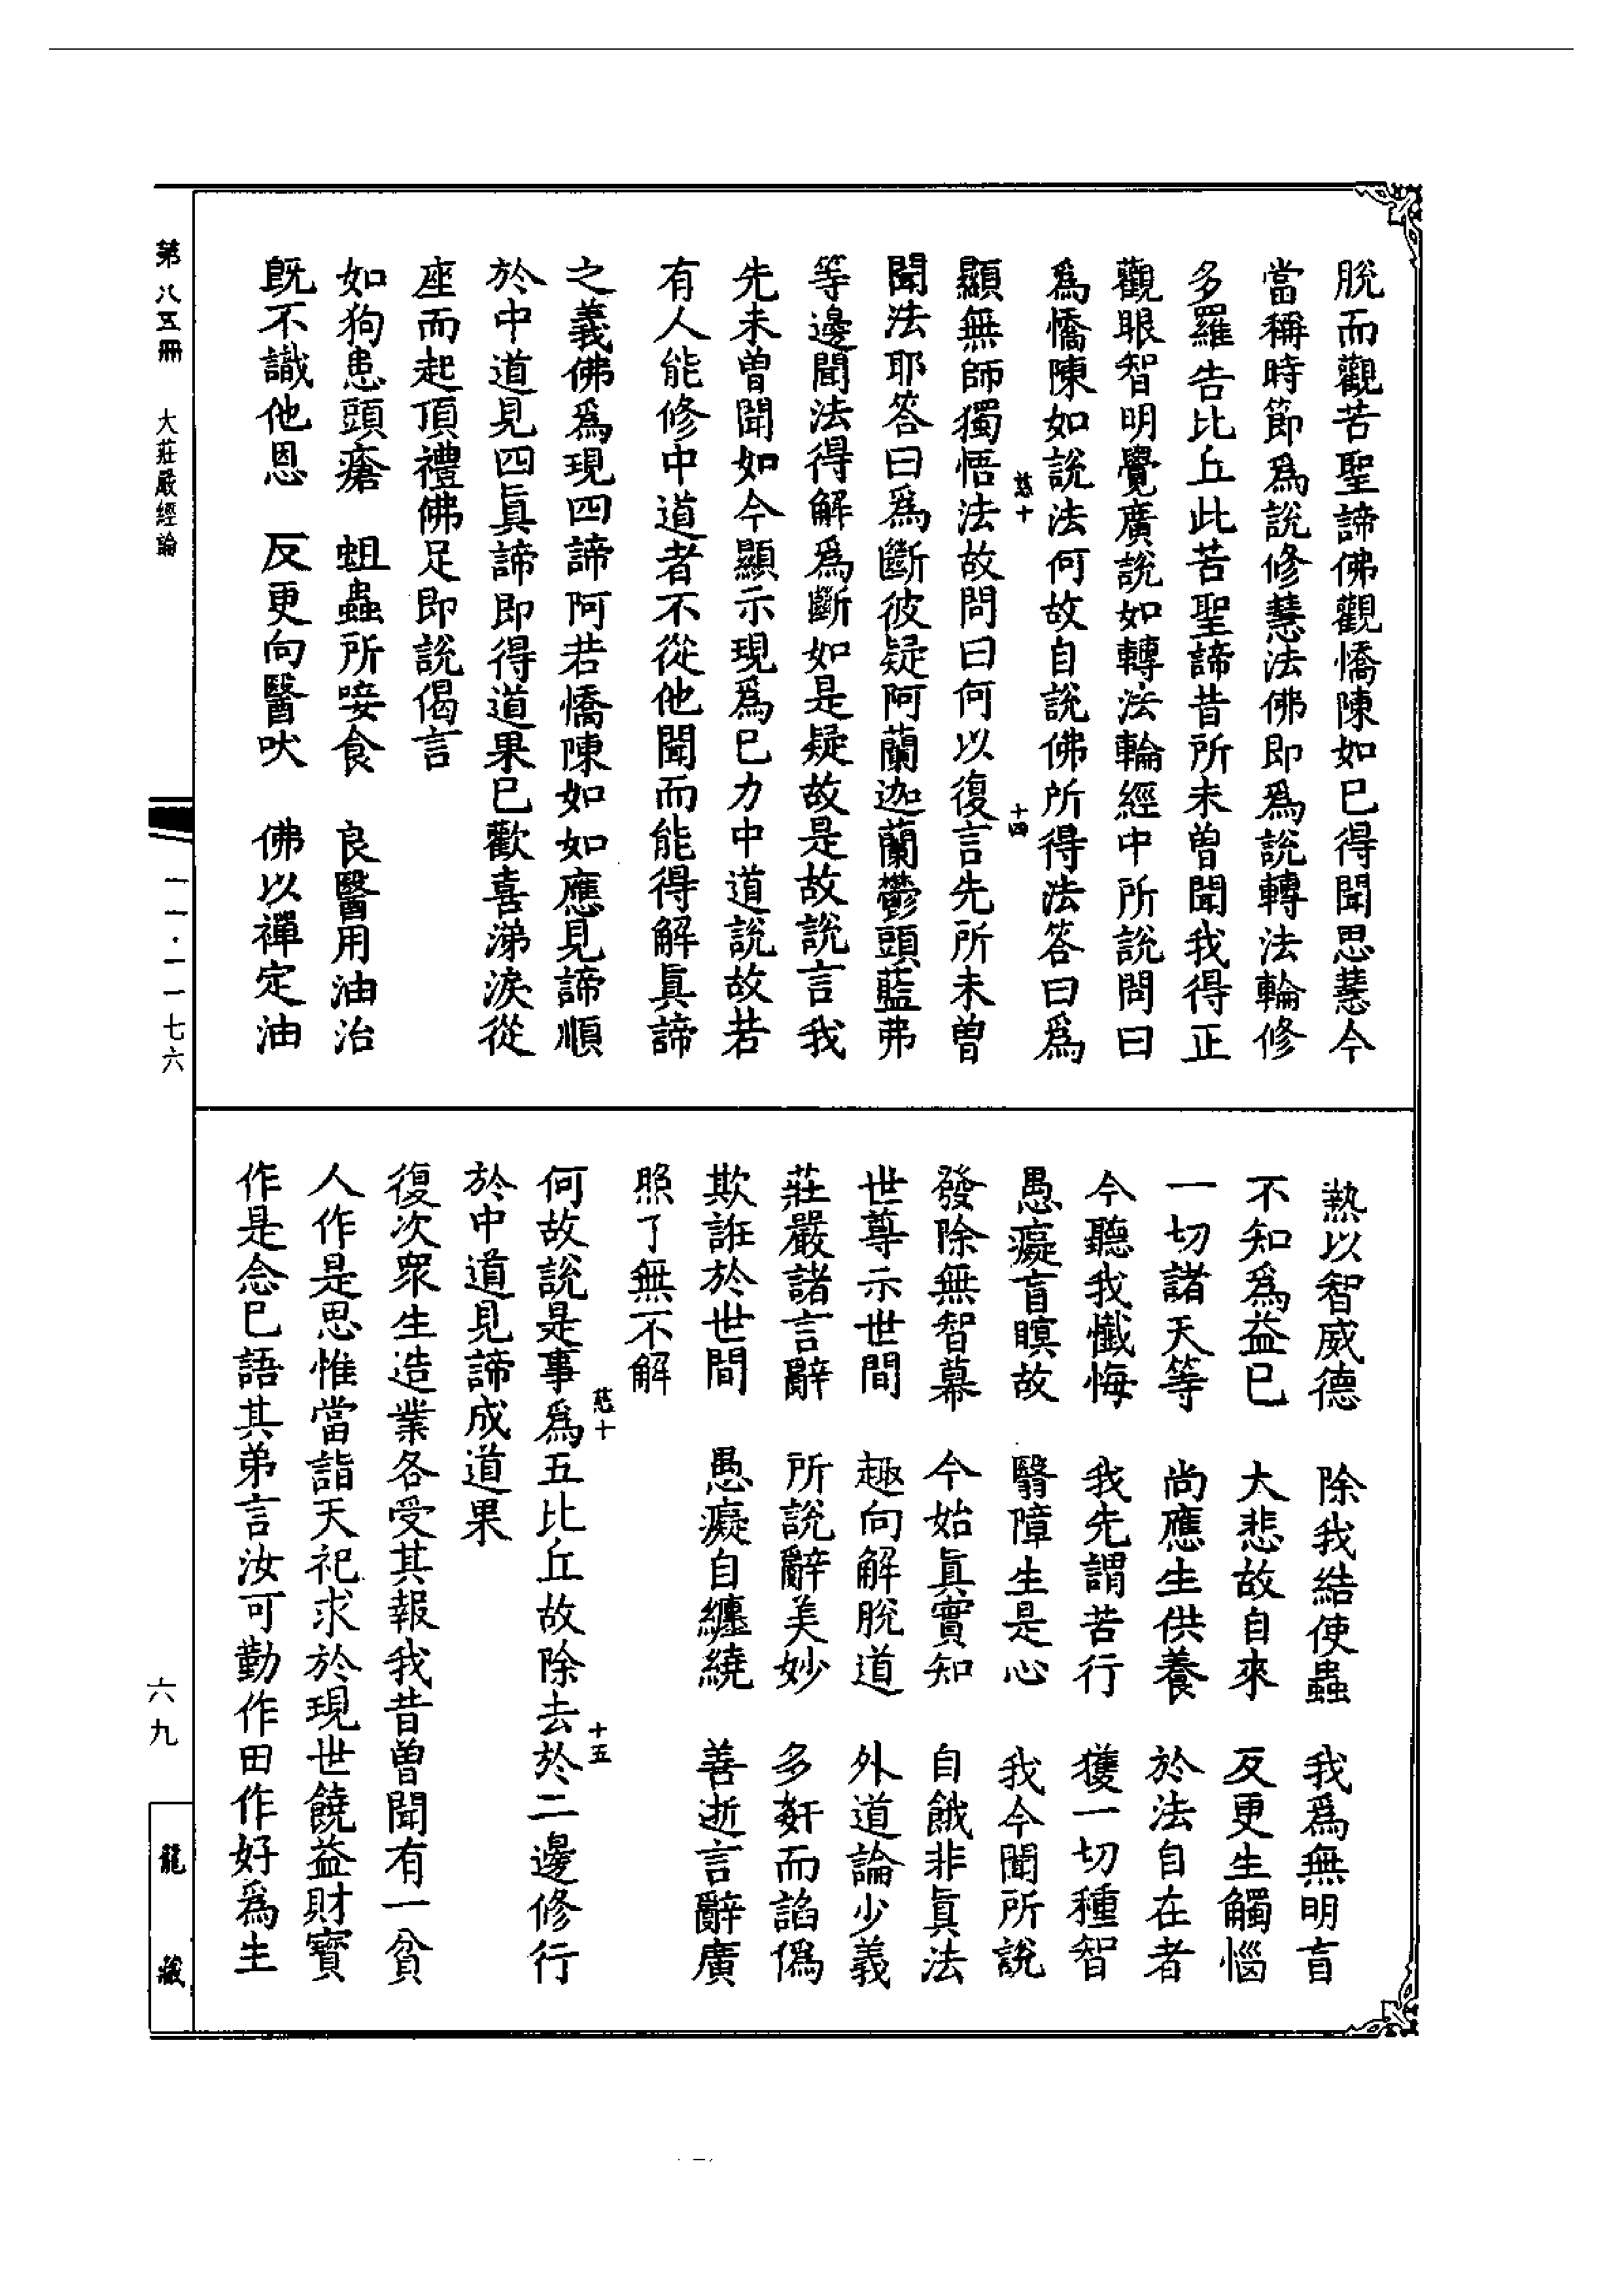 脫而觀苦聖諦佛觀憍陳如已得聞思慧今
當稱時節爲說修慧法佛即爲說轉法輪修
多羅告比丘此苦聖諦昔所未曾聞我得正
觀眼智明覺廣說如轉法輪經中所說問曰
爲憍陳如說法何故自說佛所得法答曰爲
慈十
十四
顯無師獨悟法故問曰何以復言先所未曾
聞法耶答曰爲斷彼疑阿蘭迦蘭鬱頭藍弗
等邊聞法得解爲斷如是疑故是故說言我
先未曾聞如今顯示現爲已力中道說故若
有人能修中道者不從他聞而能得解眞諦
之義佛爲現四諦阿若憍陳如如應見諦順
於中道見四眞諦即得道果已歡喜涕淚從
座而起頂禮佛足即說偈言
如狗患頭瘡　蛆蟲所唼食　良醫用油治
旣不識他恩　反更向醫吠　佛以禪定油
第八五冊　大莊嚴經論
一一·一一七六
熱以智威德　除我結使蟲　我爲無明盲
不知爲益已　大悲故自來　反更生觸惱
一切諸天等　尚應生供養　於法自在者
今聽我懺悔　我先謂苦行　獲一切種智
愚癡盲瞑故　翳障生是心　我今聞所說
發除無智幕　今始眞實知　自餓非眞法
世尊示世間　趣向解脫道　外道論少義
莊嚴諸言辭　所說辭美妙　多姧而諂僞
欺誑於世間　愚癡自纏繞　善逝言辭廣
照了無不解
慈十
十五
何故說是事爲五比丘故除去於二邊修行
於中道見諦成道果
復次衆生造業各受其報我昔曾聞有一貧
人作是思惟當詣天祀求於現世饒益財寶
作是念已語其弟言汝可勤作田作好爲生
六九
龍藏